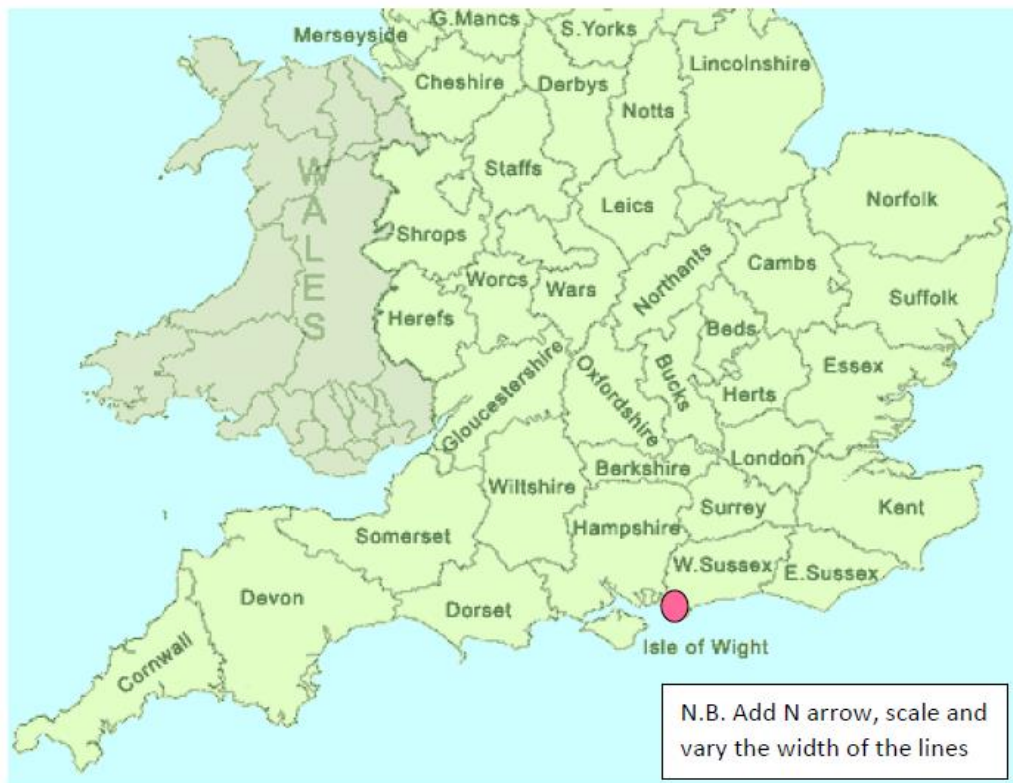 G.Mancs
S.Yorks
Merseyside
Lincolnshire
Cheshire
Derbys
Notts
Staffs
WALES
Norfolk
Leics
Shrops
Cambs
Northants
Worcs
Wars
Suffolk
Herefs
Beds
Essex
Gloucestershire
Oxfordshire
Bucks
Herts
London
Berkshire
Wiltshire
Surrey
Kent
Hampshire
Somerset
W.Sussex
E.Sussex
Devon
Dorset
Cornwall
Isle of Wight
N.B. Add N arrow, scale and
vary the width of the lines